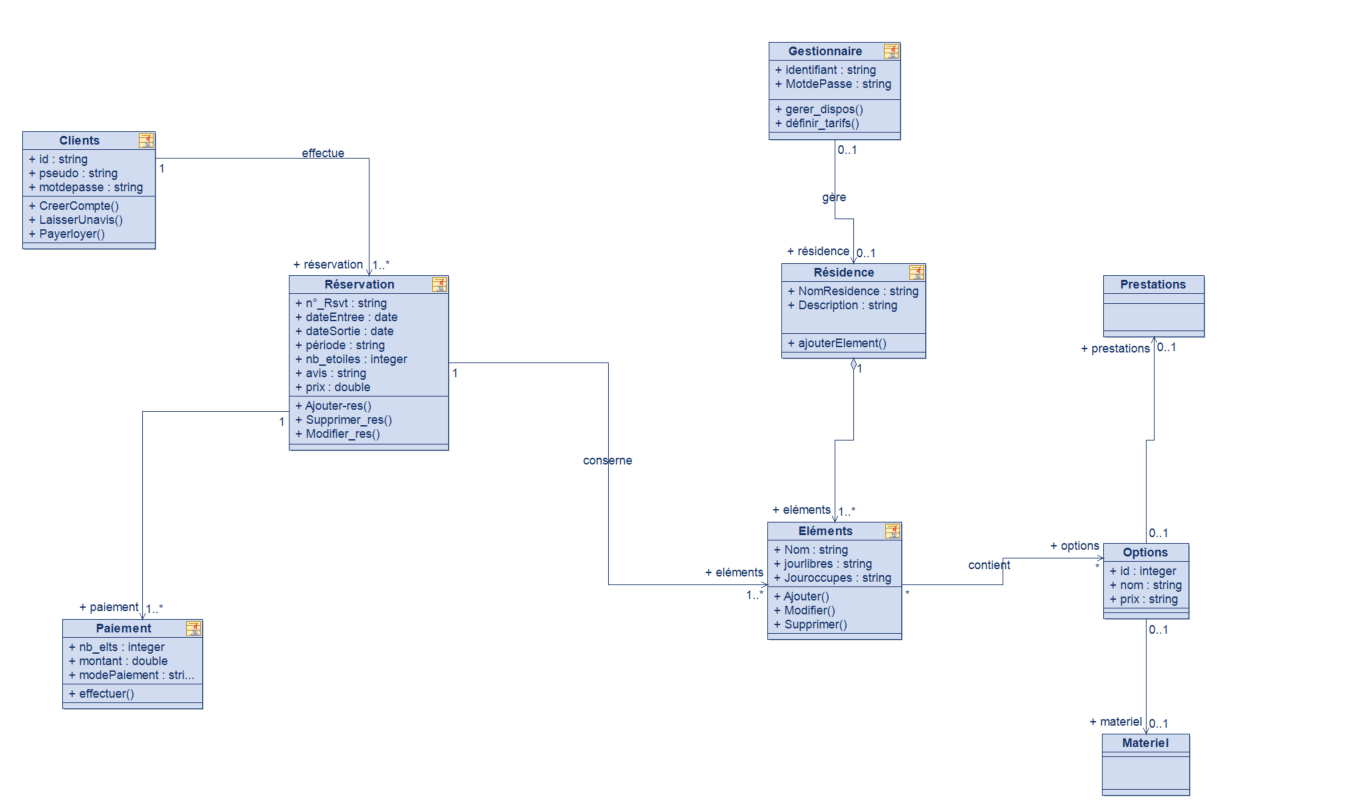 Gestionnaire
+ identifiant : string
+ MotdePasse : string
+ gerer_dispos()
+ définir_tarifs()
0..1
gère
+ résidence
0..1
Clients
+ id : string
+ pseudo : string
+ motdepasse : string
+ CreerCompte()
+ LaisserUnavis()
+ Payerloyer()
1
effectue
+ réservation
1..*
Réservation
+ n°_Rsvt : string
+ dateEntree : date
+ dateSortie : date
+ période : string
+ nb_etoiles : integer
+ avis : string
+ prix : double
+ Ajouter-res()
+ Supprimer_res()
+ Modifier_res()
1
1
conserne
Résidence
+ NomResidence : string
+ Description : string
+ ajouterElement()
1
+ eléments
1..*
Prestations
+ prestations
0..1
+ eléments
1..*
Eléments
+ Nom : string
+ jourlibres : string
+ Jouroccupes : string
+ Ajouter()
+ Modifier()
+ Supprimer()
*
contient
+ options
*
0..1
Options
+ id : integer
+ nom : string
+ prix : string
0..1
+ materiel
0..1
Materiel
+ paiement
1..*
Paiement
+ nb_elts : integer
+ montant : double
+ modePaiement : stri...
+ effectuer()